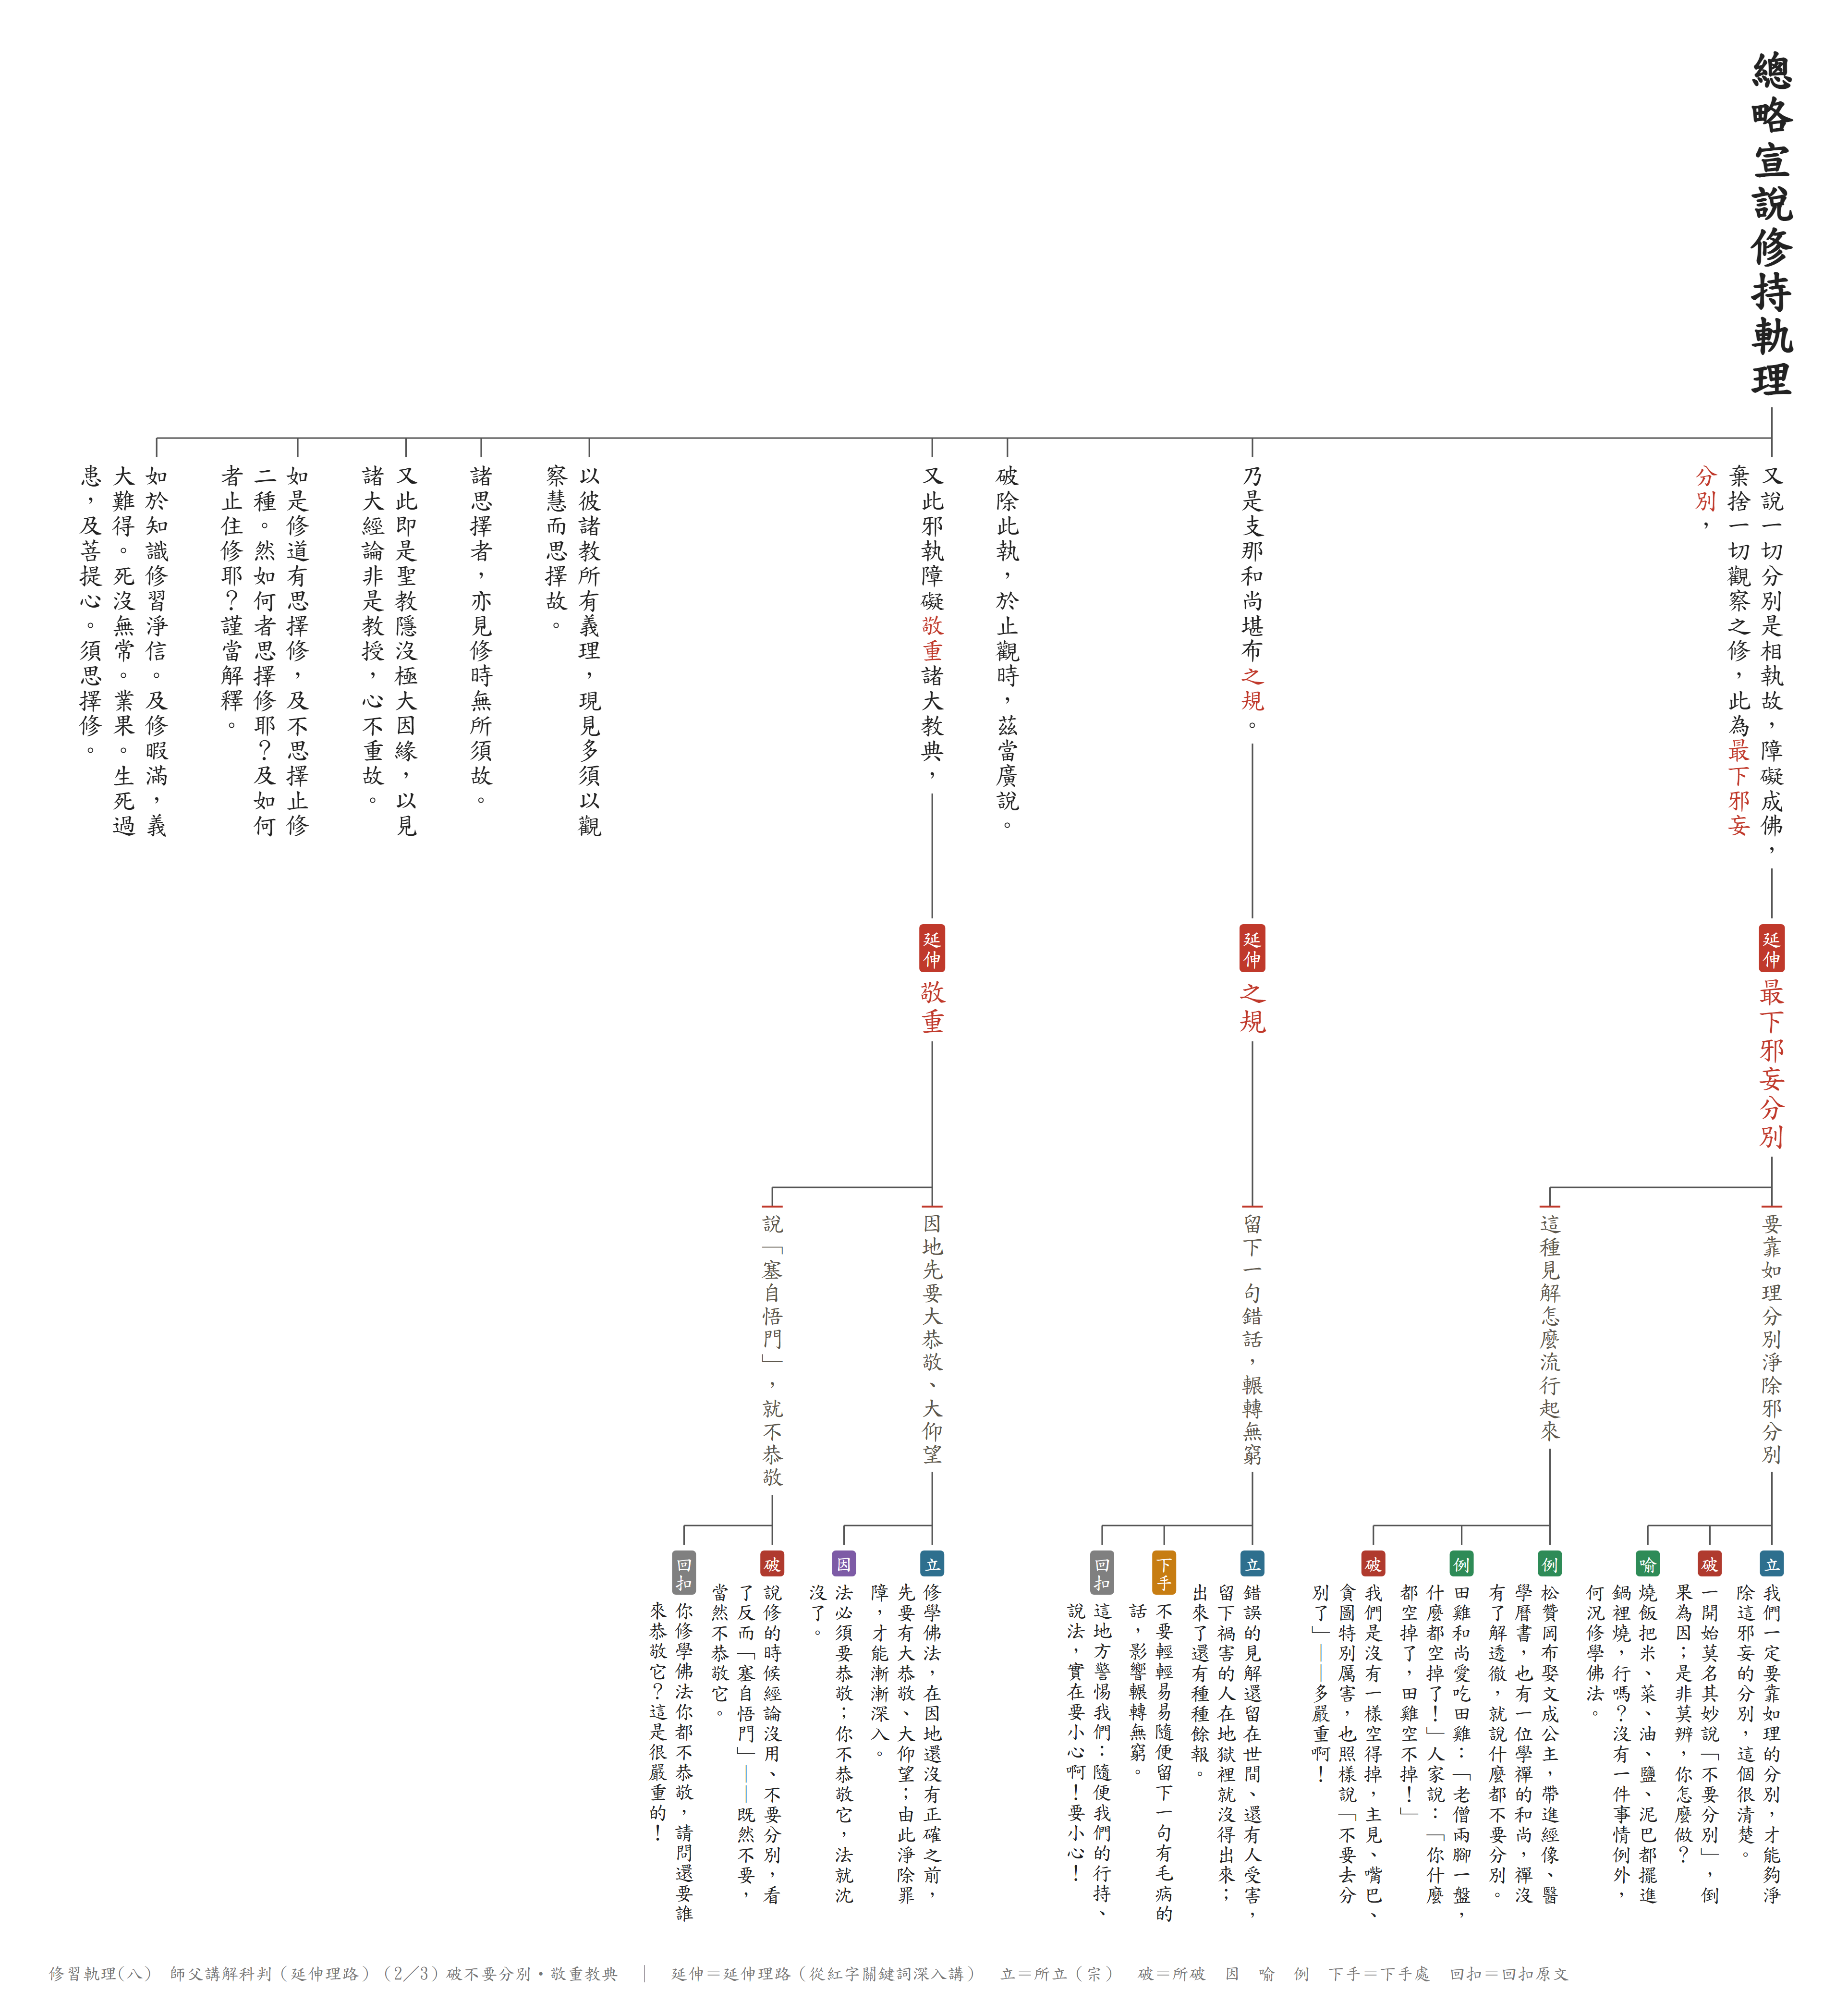 總略宣說修持軌理
又說一切分別是相執故，障礙成佛，
棄捨一切觀察之修，此為最下邪妄
分別，
乃是支那和尚堪布之規。
破除此執，於止觀時，茲當廣說。
又此邪執障礙敬重諸大教典，
以彼諸教所有義理，現見多須以觀
察慧而思擇故。
諸思擇者，亦見修時無所須故。
又此即是聖教隱沒極大因緣，以見
諸大經論非是教授，心不重故。
如是修道有思擇修，及不思擇止修
二種。然如何者思擇修耶？及如何
者止住修耶？謹當解釋。
如於知識修習淨信。及修暇滿，義
大難得。死沒無常。業果。生死過
患，及菩提心。須思擇修。
延伸
最下邪妄分別
延伸
之規
延伸
敬重
要靠如理分別淨除邪分別
這種見解怎麼流行起來
留下一句錯話，輾轉無窮
因地先要大恭敬、大仰望
說「塞自悟門」，就不恭敬
立
我們一定要靠如理的分別，才能夠淨
除這邪妄的分別，這個很清楚。
破
一開始莫名其妙說「不要分別」，倒
果為因；是非莫辨，你怎麼做？
喻
燒飯把米、菜、油、鹽、泥巴都擺進
鍋裡燒，行嗎？沒有一件事情例外，
何況修學佛法。
例
松贊岡布娶文成公主，帶進經像、醫
學曆書，也有一位學禪的和尚，禪沒
有了解透徹，就說什麼都不要分別。
例
田雞和尚愛吃田雞：「老僧兩腳一盤，
什麼都空掉了！」人家說：「你什麼
都空掉了，田雞空不掉！」
破
我們是沒有一樣空得掉，主見、嘴巴、
貪圖特別厲害，也照樣說「不要去分
別了」——多嚴重啊！
立
錯誤的見解還留在世間、還有人受害，
留下禍害的人在地獄裡就沒得出來；
出來了還有種種餘報。
下手
不要輕輕易易隨便留下一句有毛病的
話，影響輾轉無窮。
回扣
這地方警惕我們：隨便我們的行持、
說法，實在要小心啊！要小心！
立
修學佛法，在因地還沒有正確之前，
先要有大恭敬、大仰望；由此淨除罪
障，才能漸漸深入。
因
法必須要恭敬；你不恭敬它，法就沈
沒了。
破
說修的時候經論沒用、不要分別，看
了反而「塞自悟門」——既然不要，
當然不恭敬它。
回扣
你修學佛法你都不恭敬，請問還要誰
來恭敬它？這是很嚴重的！
修習軌理(八)　師父講解科判（延伸理路）（2／3）破不要分別・敬重教典　｜　延伸＝延伸理路（從紅字關鍵詞深入講）　立＝所立（宗）　破＝所破　因　喻　例　下手＝下手處　回扣＝回扣原文